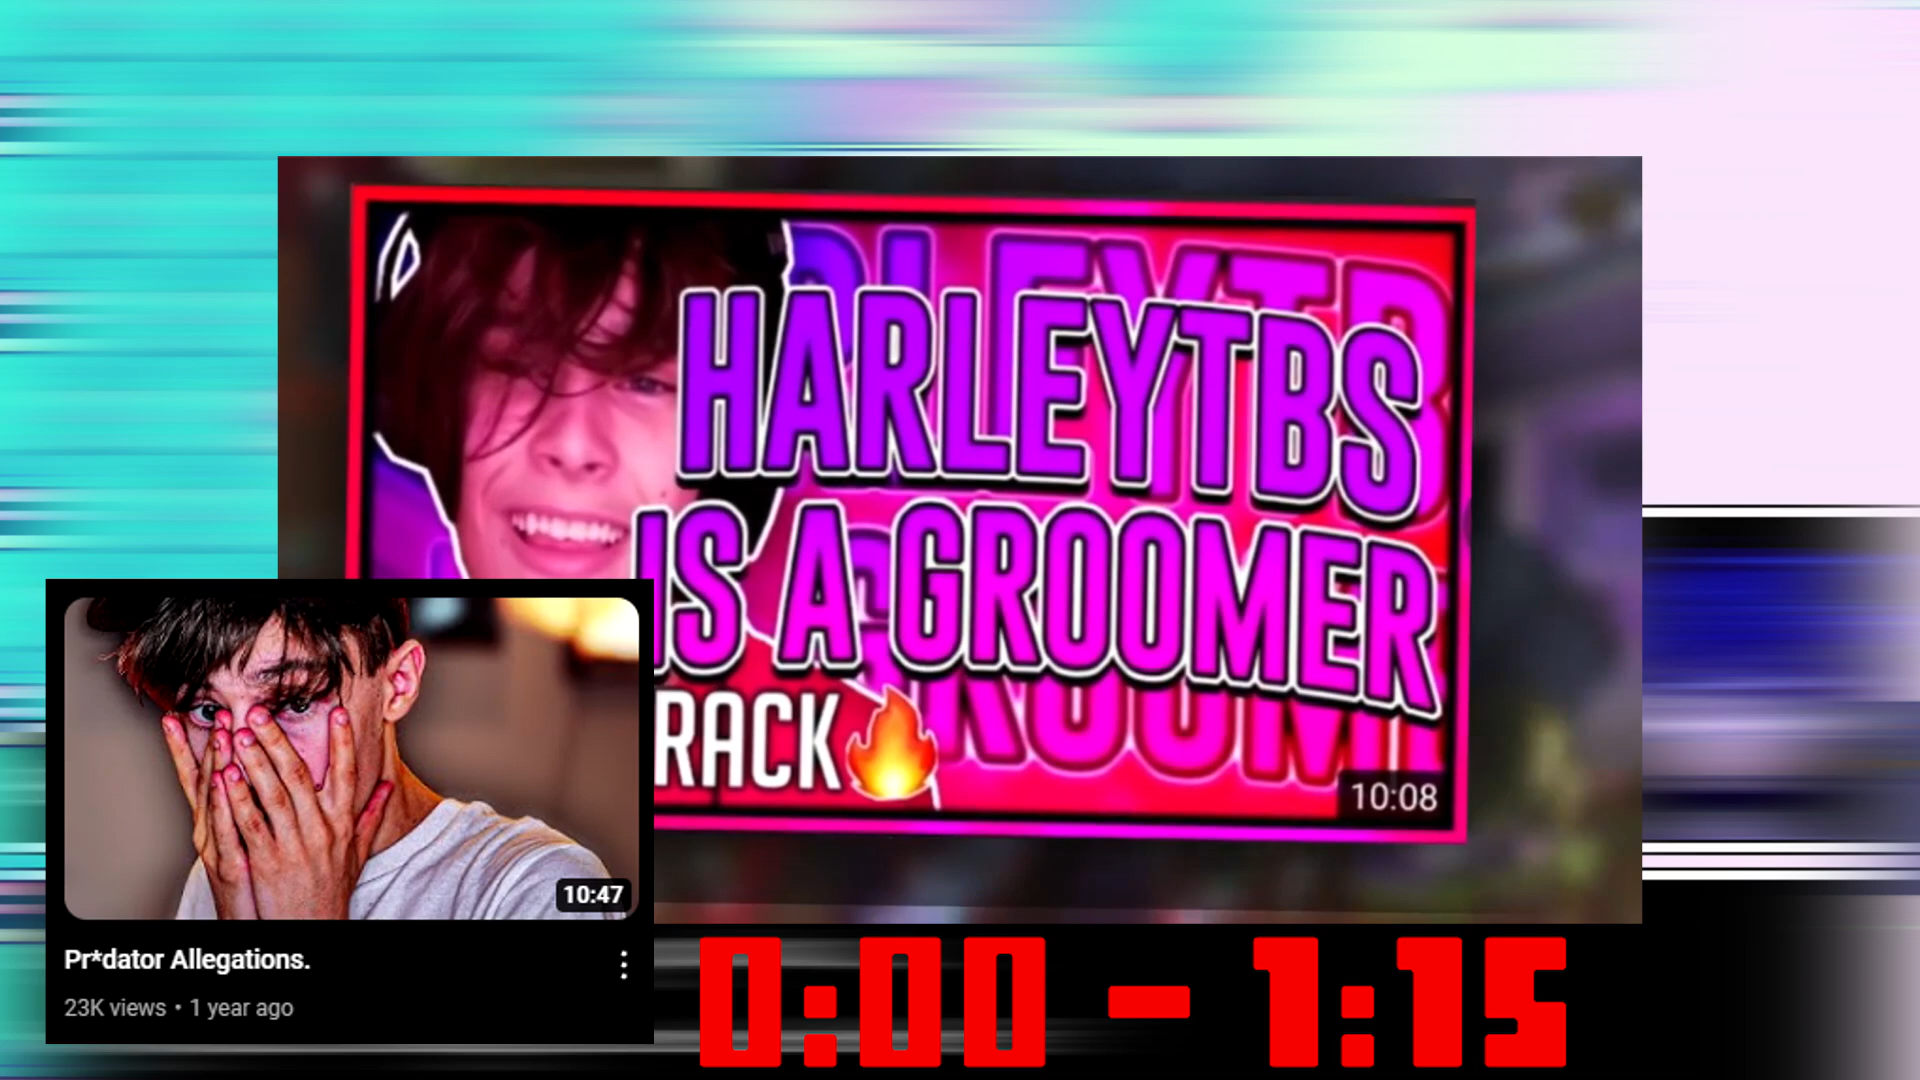 HARLEYTBS
IS A GROOMER
RACK🔥
10:08
10:47
Pr*dator Allegations.
23K views • 1 year ago
0:00 - 1:15